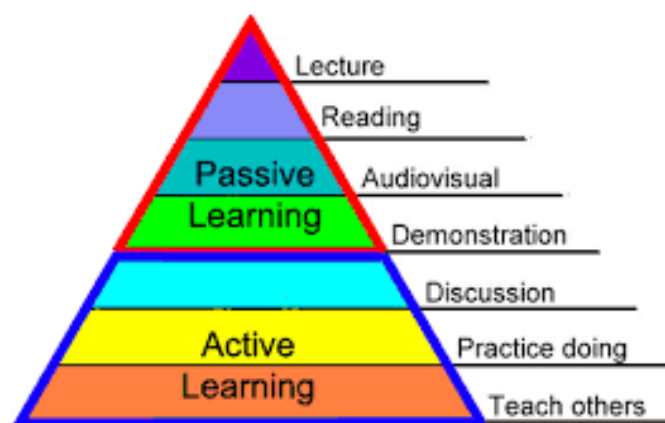 Lecture
Reading
Passive
Audiovisual
Learning
Demonstration
Discussion
Active
Practice doing
Learning
Teach others